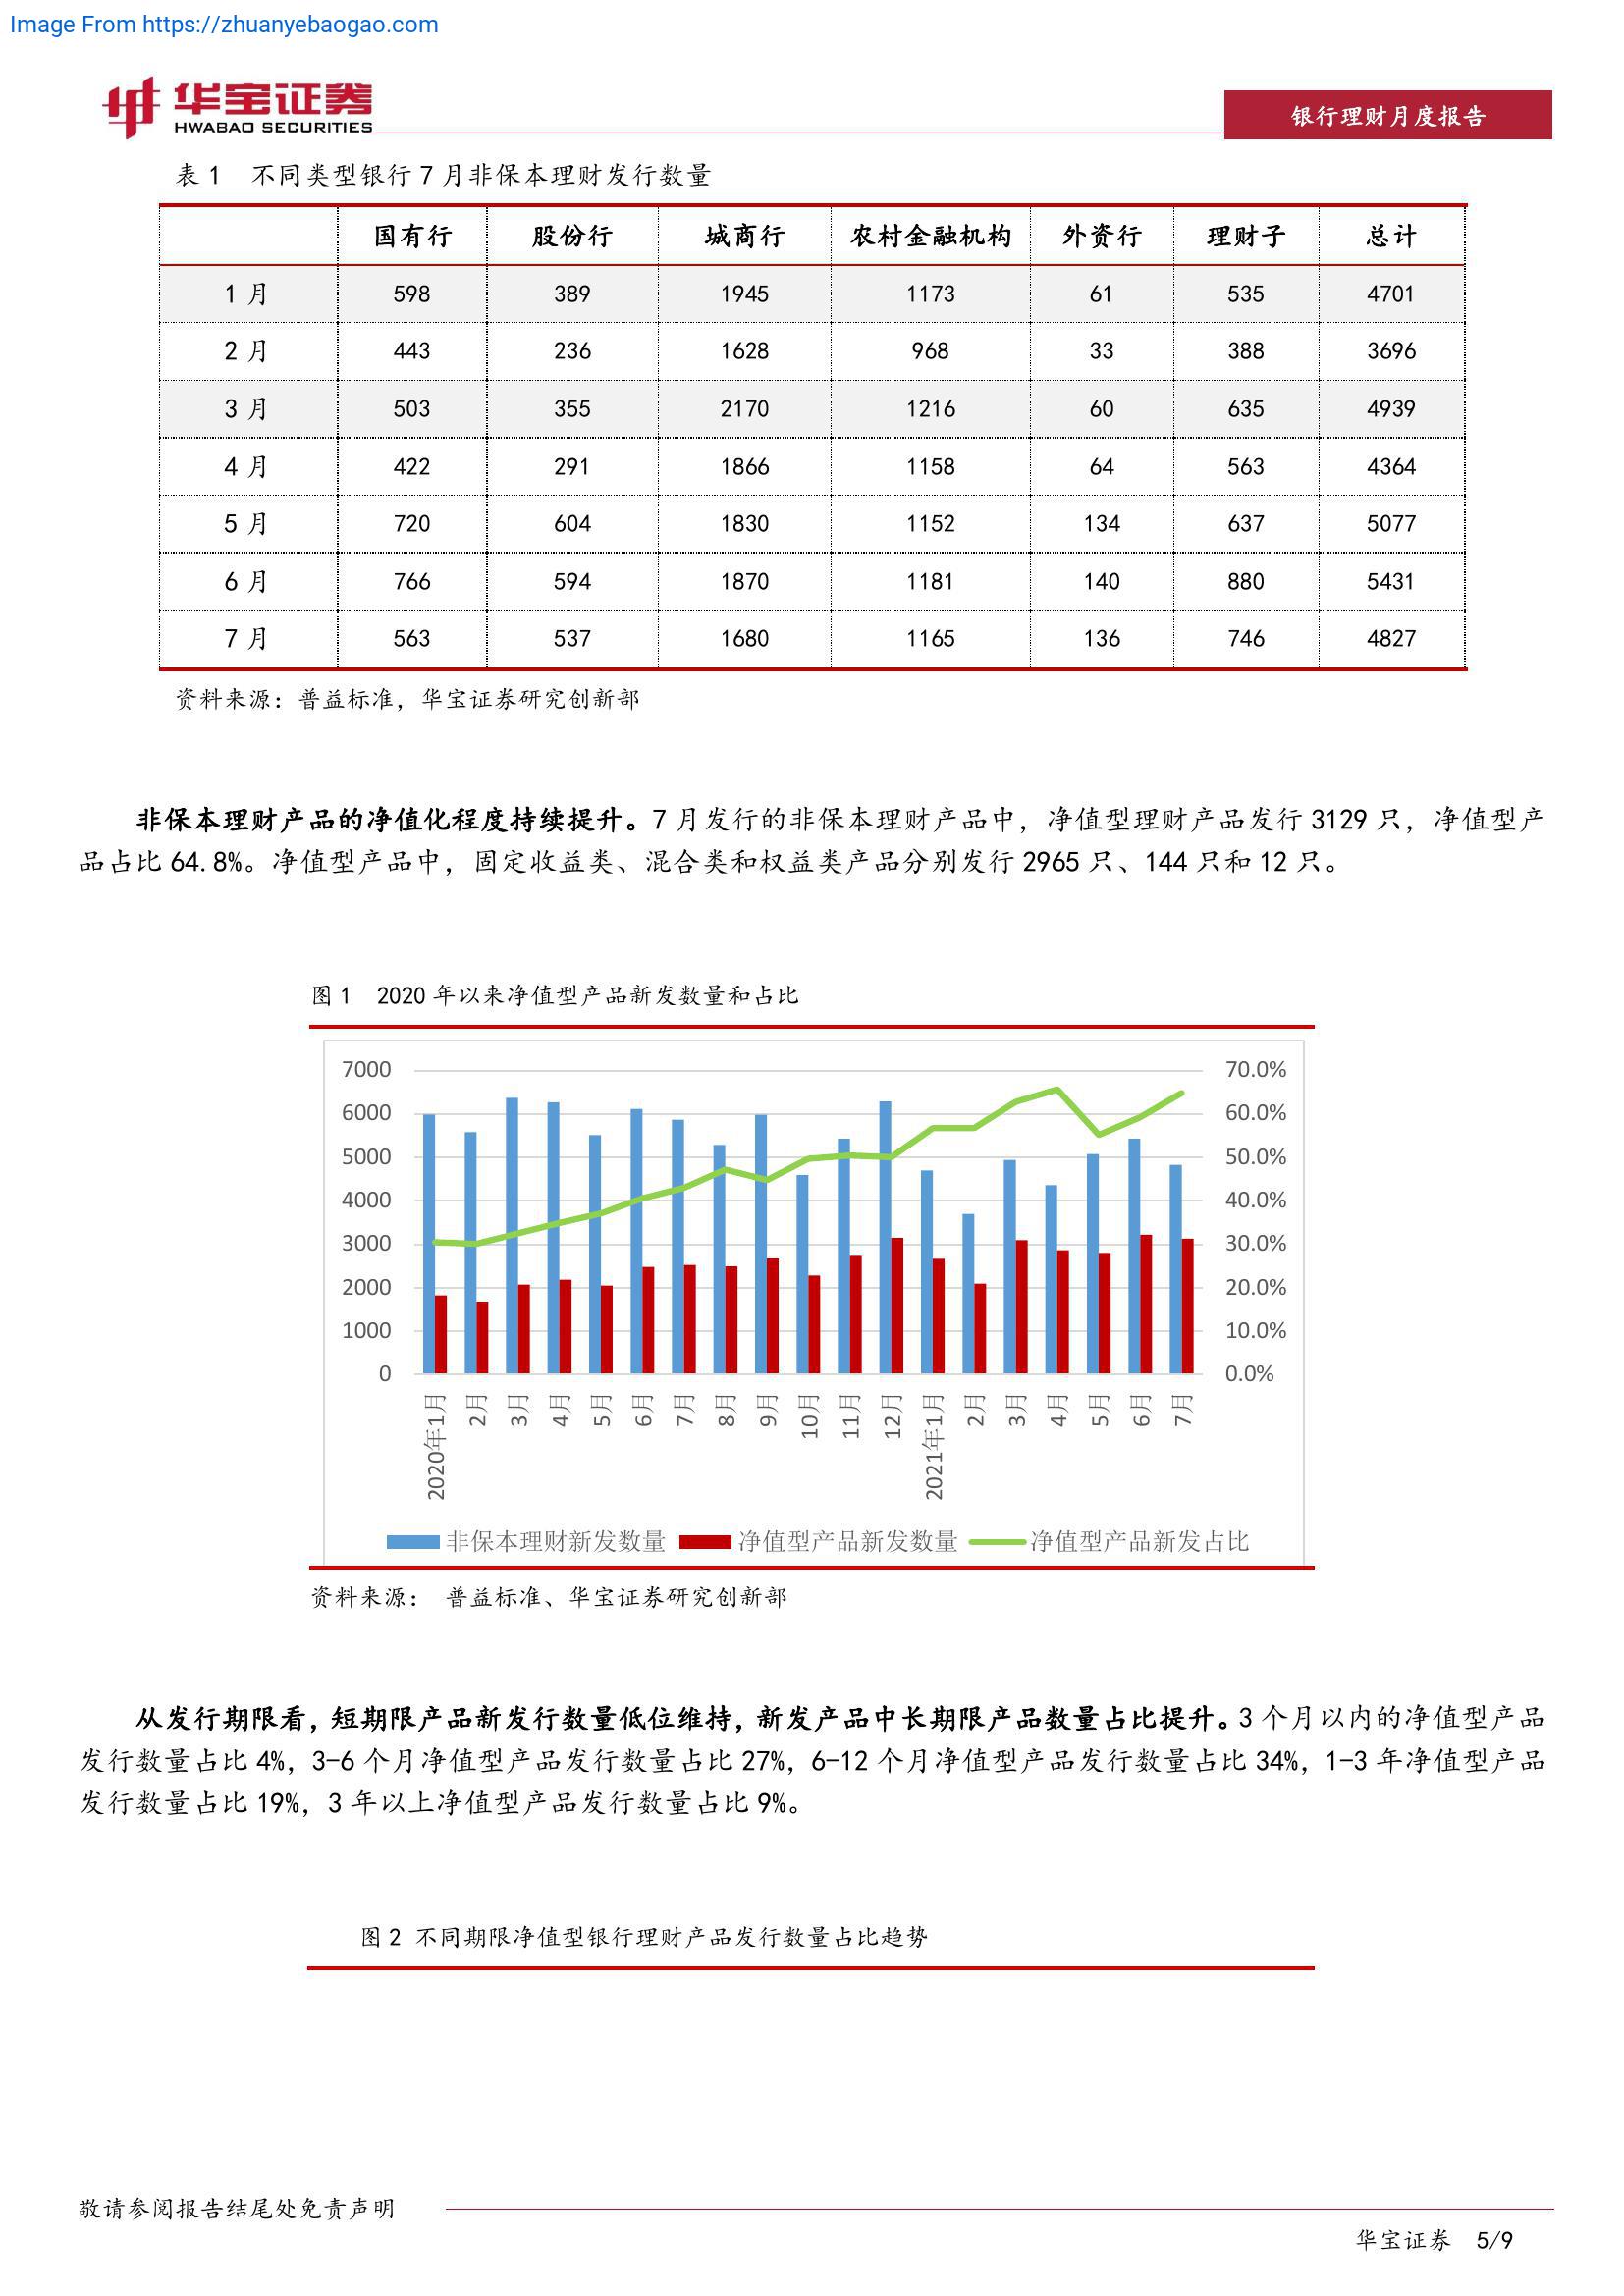 Image From https://zhuanyebaogao.com
华宝证券
HWABAO SECURITIES
银行理财月度报告
表 1 不同类型银行 7 月非保本理财发行数量
国有行 股份行 城商行 农村金融机构 外资行 理财子 总计
1 月 598 389 1945 1173 61 535 4701
2 月 443 236 1628 968 33 388 3696
3 月 503 355 2170 1216 60 635 4939
4 月 422 291 1866 1158 64 563 4364
5 月 720 604 1830 1152 134 637 5077
6 月 766 594 1870 1181 140 880 5431
7 月 563 537 1680 1165 136 746 4827
资料来源：普益标准，华宝证券研究创新部
非保本理财产品的净值化程度持续提升。7 月发行的非保本理财产品中，净值型理财产品发行 3129 只，净值型产
品占比 64.8%。净值型产品中，固定收益类、混合类和权益类产品分别发行 2965 只、144 只和 12 只。
图 1 2020 年以来净值型产品新发数量和占比
7000 70.0%
6000 60.0%
5000 50.0%
4000 40.0%
3000 30.0%
2000 20.0%
1000 10.0%
0 0.0%
2020年1月 2月 3月 4月 5月 6月 7月 8月 9月 10月 11月 12月 2021年1月 2月 3月 4月 5月 6月 7月
非保本理财新发数量 净值型产品新发数量 净值型产品新发占比
资料来源： 普益标准、华宝证券研究创新部
从发行期限看，短期限产品新发行数量低位维持，新发产品中长期限产品数量占比提升。3 个月以内的净值型产品
发行数量占比 4%，3-6 个月净值型产品发行数量占比 27%，6-12 个月净值型产品发行数量占比 34%，1-3 年净值型产品
发行数量占比 19%，3 年以上净值型产品发行数量占比 9%。
图 2 不同期限净值型银行理财产品发行数量占比趋势
敬请参阅报告结尾处免责声明
华宝证券 5/9